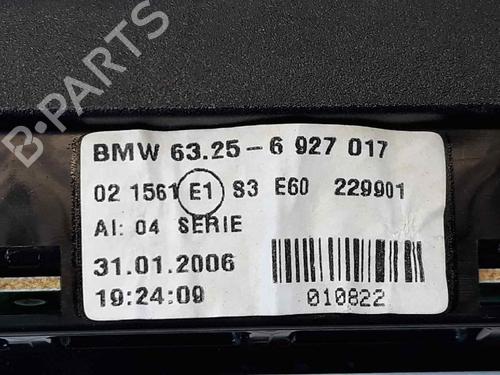 B-PARTS
BMW 63.25-6 927 017
02 1561 E1 S3 E60 229901
AI: 04 SERIE
31.01.2006
19:24:09
010822